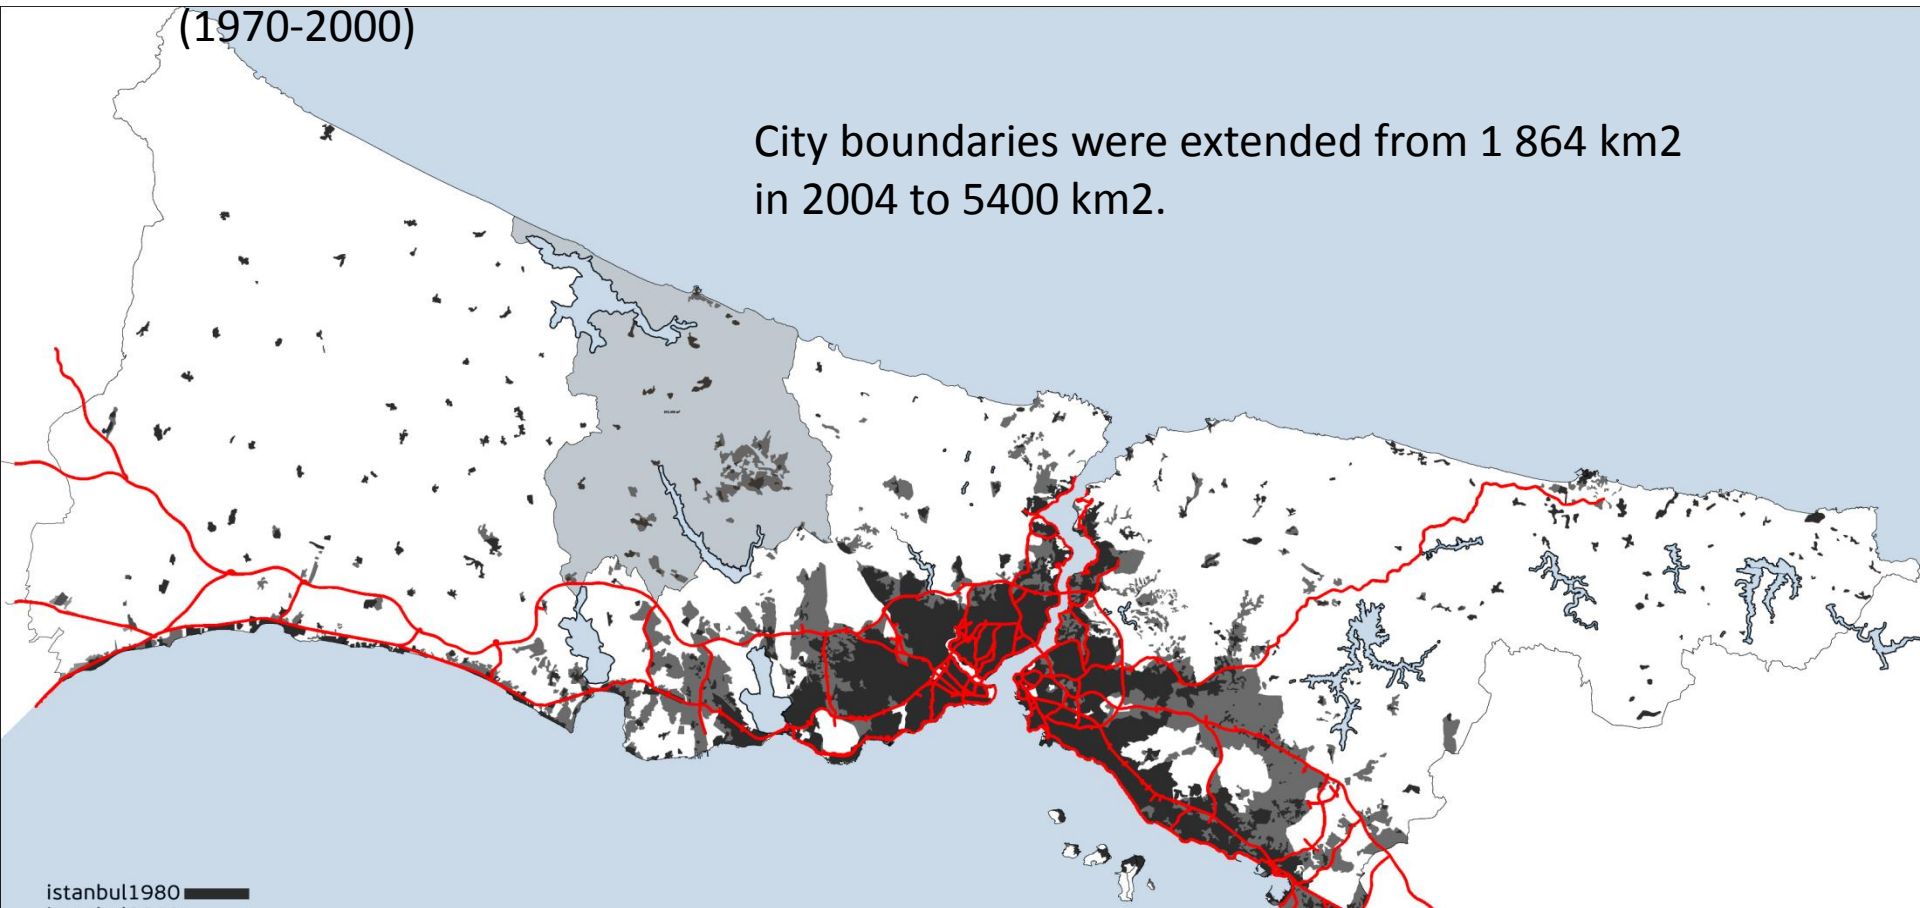 (1970-2000)
City boundaries were extended from 1 864 km2
in 2004 to 5400 km2.
istanbul1980